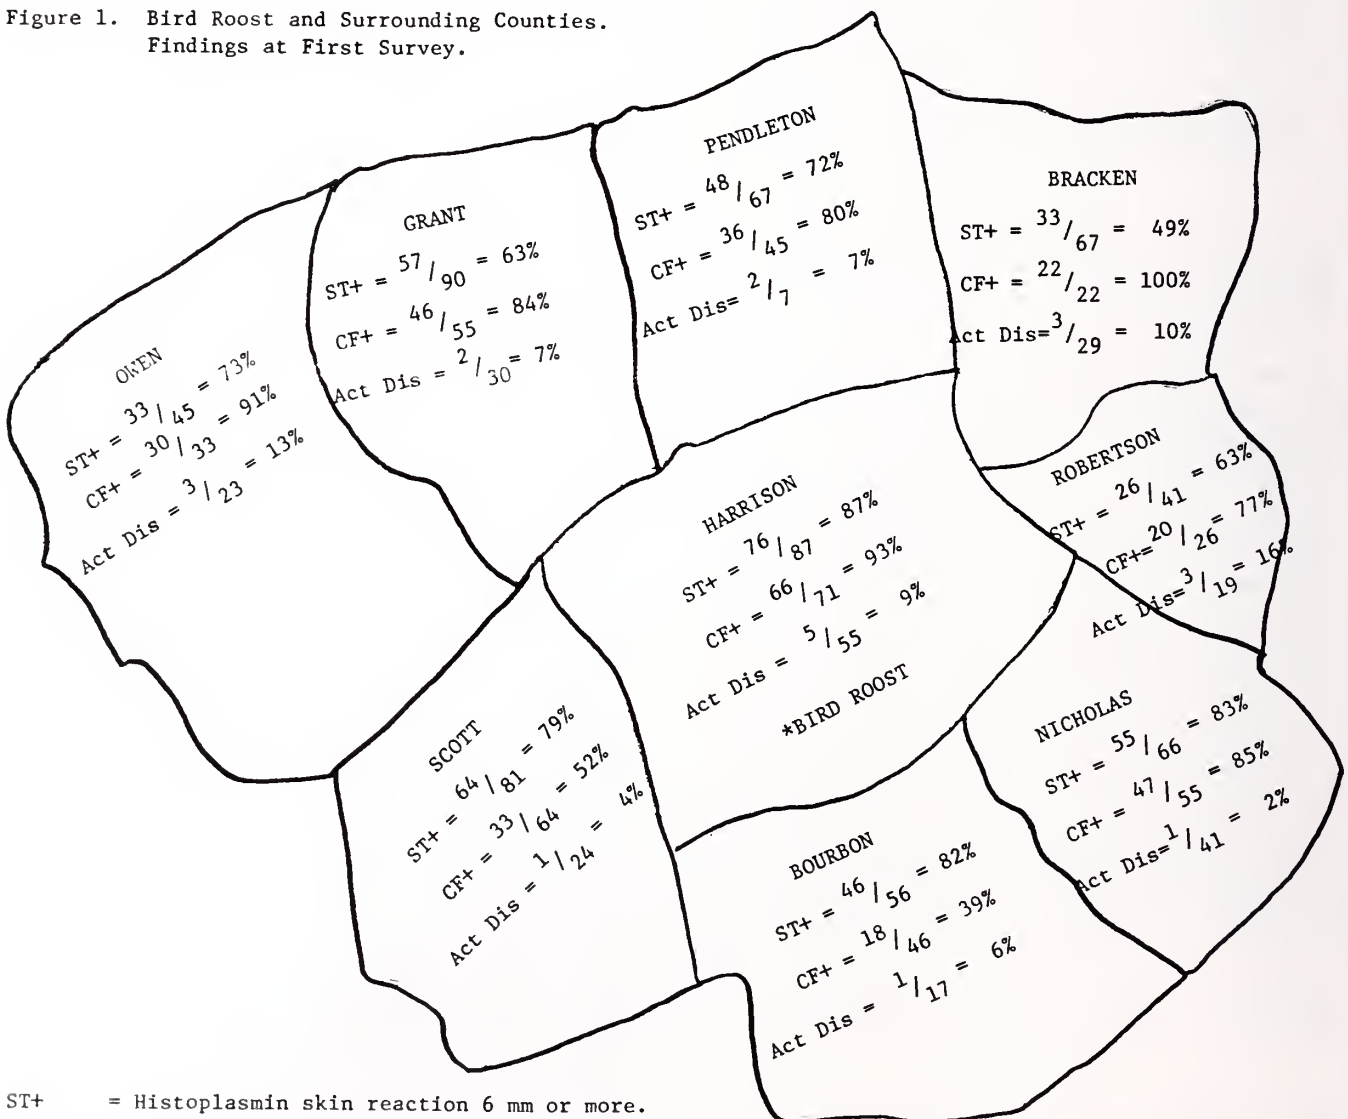 Figure 1. Bird Roost and Surrounding Counties.
Findings at First Survey.
PENDLETON
ST+ = 48/67 = 72%
CF+ = 36/45 = 80%
Act Dis= 2/7 = 7%
BRACKEN
ST+ = 33/67 = 49%
CF+ = 22/22 = 100%
Act Dis=3/29 = 10%
GRANT
ST+ = 57/90 = 63%
CF+ = 46/55 = 84%
Act Dis = 2/30= 7%
OWEN
ST+ = 33/45 = 73%
CF+ = 30/33 = 91%
Act Dis = 3/23 = 13%
HARRISON
ST+ = 76/87 = 87%
CF+ = 66/71 = 93%
Act Dis = 5/55 = 9%
*BIRD ROOST
ROBERTSON
ST+ = 26/41 = 63%
CF+=20/26= 77%
Act Dis=3/19= 16%
SCOTT
ST+ = 64/81 = 79%
CF+ = 33/64 = 52%
Act Dis = 1/24 = 4%
BOURBON
ST+ = 46/56 = 82%
CF+ = 18/46 = 39%
Act Dis = 1/17 = 6%
NICHOLAS
ST+ = 55/66 = 83%
CF+ = 47/55 = 85%
Act Dis=1/41 = 2%
ST+ = Histoplasmin skin reaction 6 mm or more.